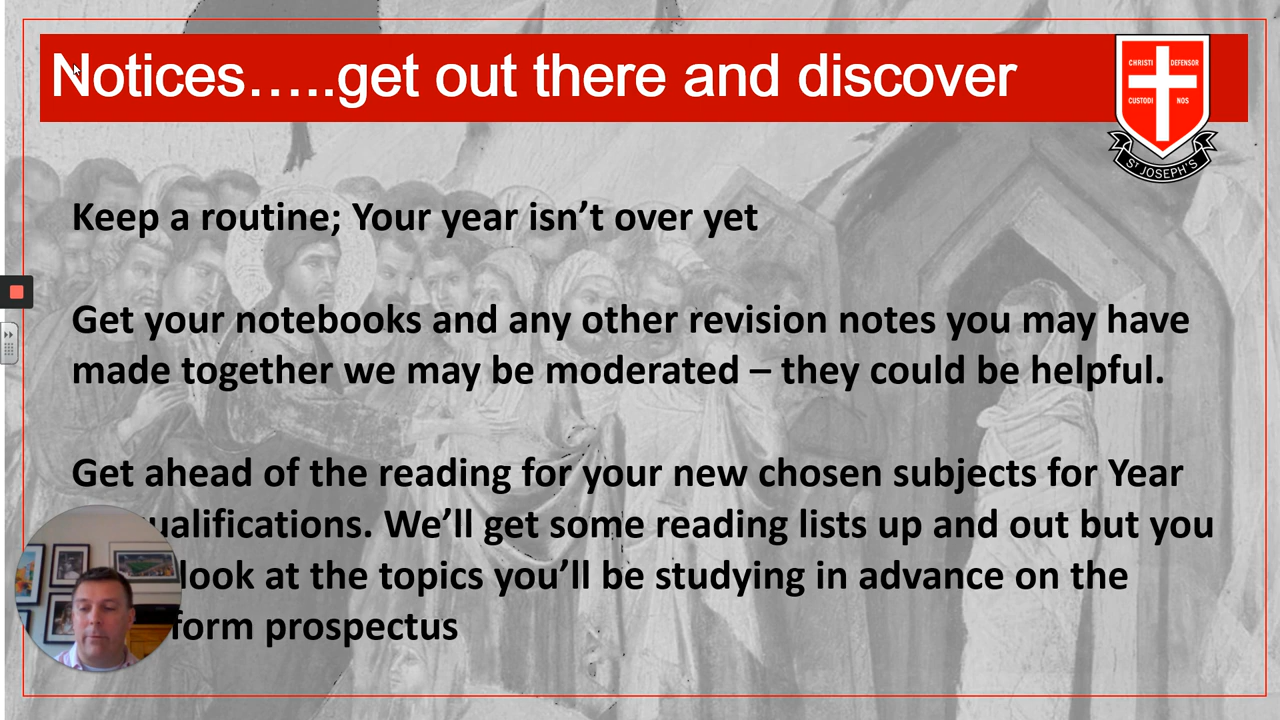 Notices…..get out there and discover
CHRISTI DEFENSOR
CUSTODI NOS
ST JOSEPH'S
Keep a routine; Your year isn't over yet
Get your notebooks and any other revision notes you may have
made together we may be moderated – they could be helpful.
Get ahead of the reading for your new chosen subjects for Year
ualifications. We'll get some reading lists up and out but you
look at the topics you'll be studying in advance on the
form prospectus